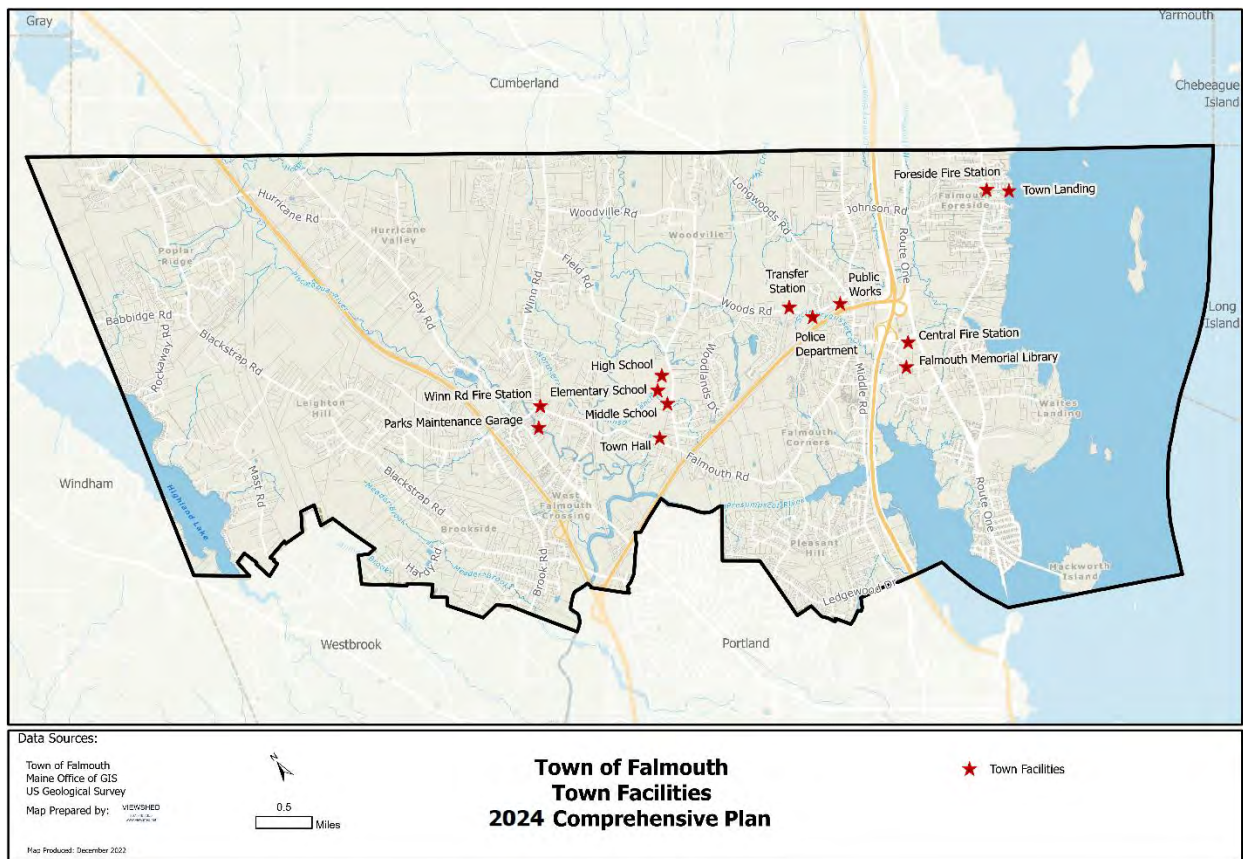 Gray
Yarmouth
Cumberland
Chebeague
Island
Foreside Fire Station
Town Landing
Falmouth
Foreside
Hurricane Rd
Hurricane
Valley
Woodville Rd
Woodville
Longwoods Rd
Johnson Rd
Route One
Poplar
Ridge
Field Rd
Winn Rd
Gray Rd
Piscataqua River
Transfer
Station
Public
Works
Woods Rd
Police
Department
Long
Island
Babbidge Rd
Rockaway Rd
Blackstrap Rd
Central Fire Station
Falmouth Memorial Library
High School
Elementary School
Middle School
Woodlands Dr
Middle Rd
Leighton
Hill
Winn Rd Fire Station
Parks Maintenance Garage
Waites
Landing
Town Hall
Falmouth
Corners
Falmouth Rd
Windham
Highland Lake
Mast Rd
Blackstrap Rd
West
Falmouth
Crossing
Brookside
Hardy Rd
Brook Rd
Presumpscot River
Pleasant
Hill
Route One
Mackworth
Island
Ledgewood Dr
Westbrook
Portland
Data Sources:
Town of Falmouth
Maine Office of GIS
US Geological Survey
Map Prepared by: VIEWSHED
Map Produced: December 2022
N
0.5
Miles
Town of Falmouth
Town Facilities
2024 Comprehensive Plan
Town Facilities